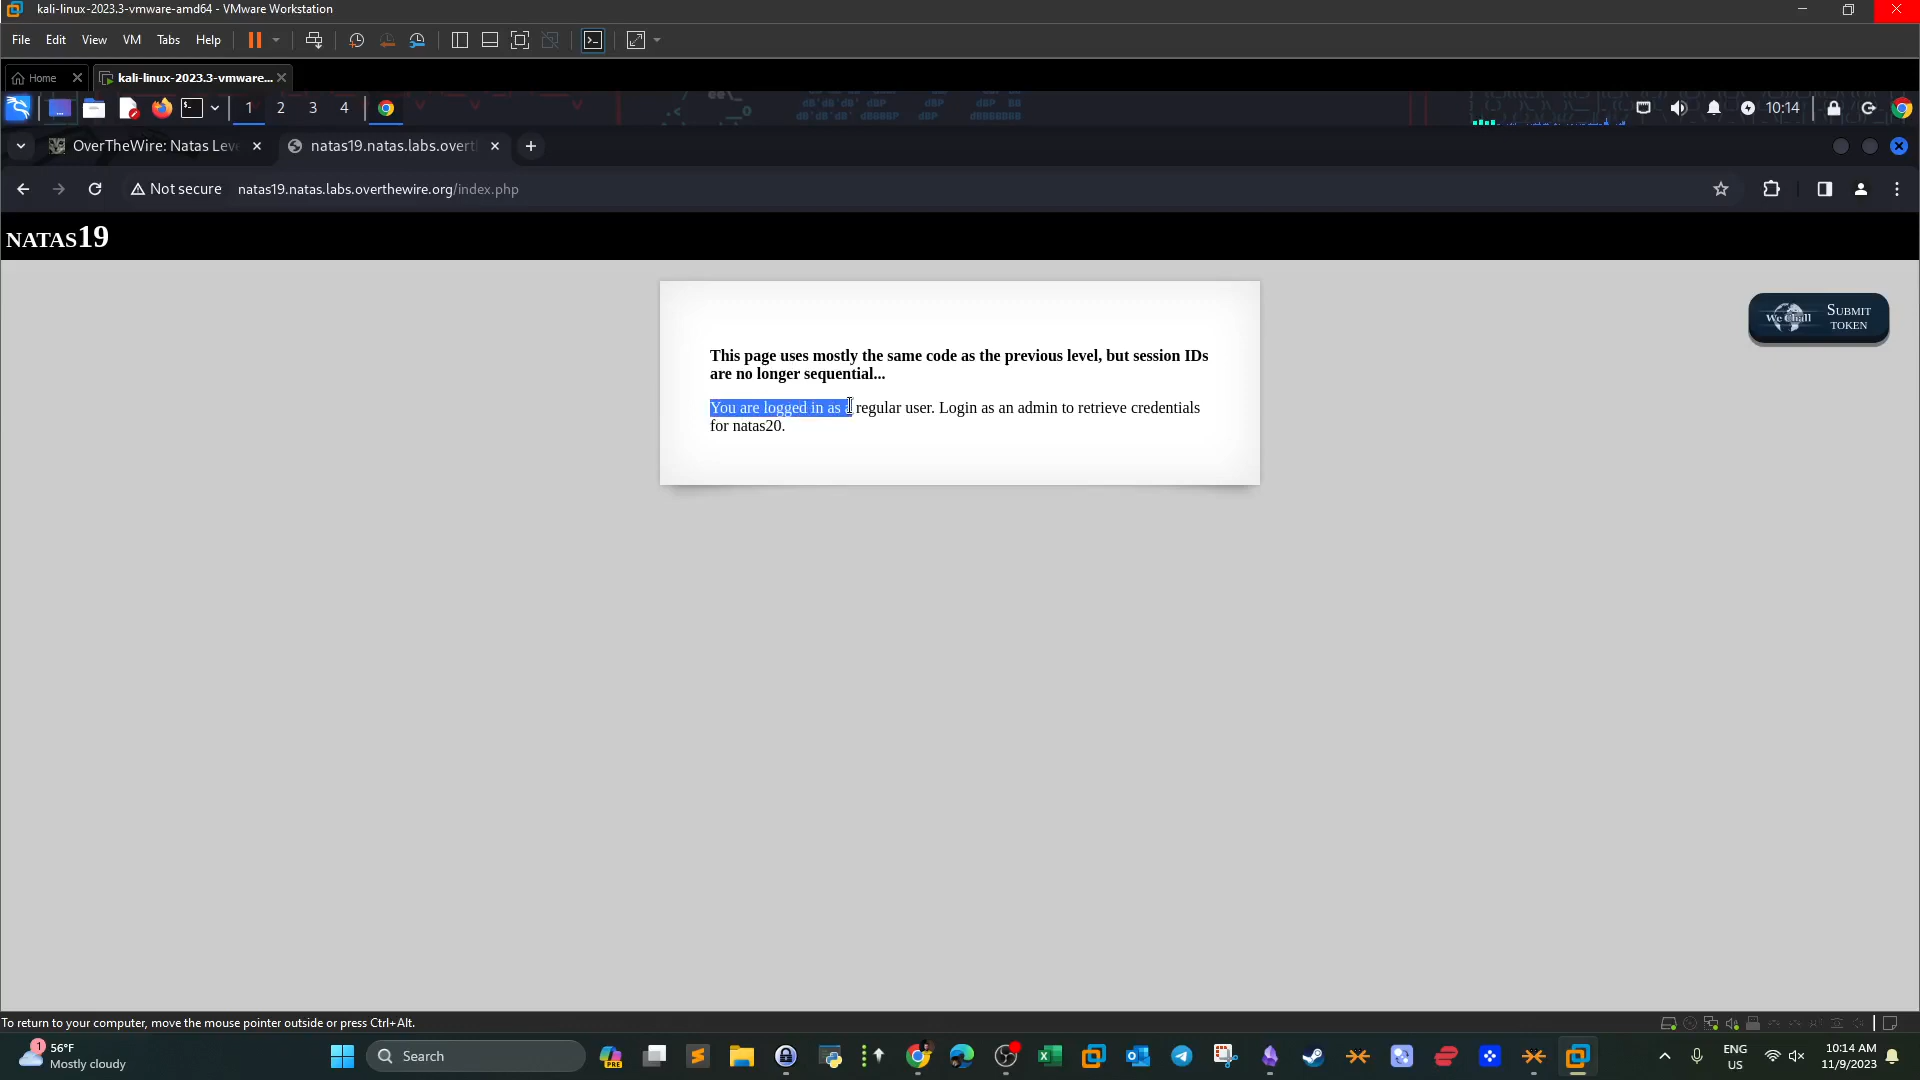 kali-linux-2023.3-vmware-amd64 - VMware Workstation
File Edit View VM Tabs Help
Home kali-linux-2023.3-vmware...
1 2 3 4 10:14
OverTheWire: Natas Lev natas19.natas.labs.overt
Not secure natas19.natas.labs.overthewire.org/index.php
NATAS19
We Chall SUBMIT TOKEN
This page uses mostly the same code as the previous level, but session IDs
are no longer sequential...
You are logged in as a regular user. Login as an admin to retrieve credentials
for natas20.
To return to your computer, move the mouse pointer outside or press Ctrl+Alt.
1 56°F
Mostly cloudy
Search
PRE
ENG
US
10:14 AM
11/9/2023